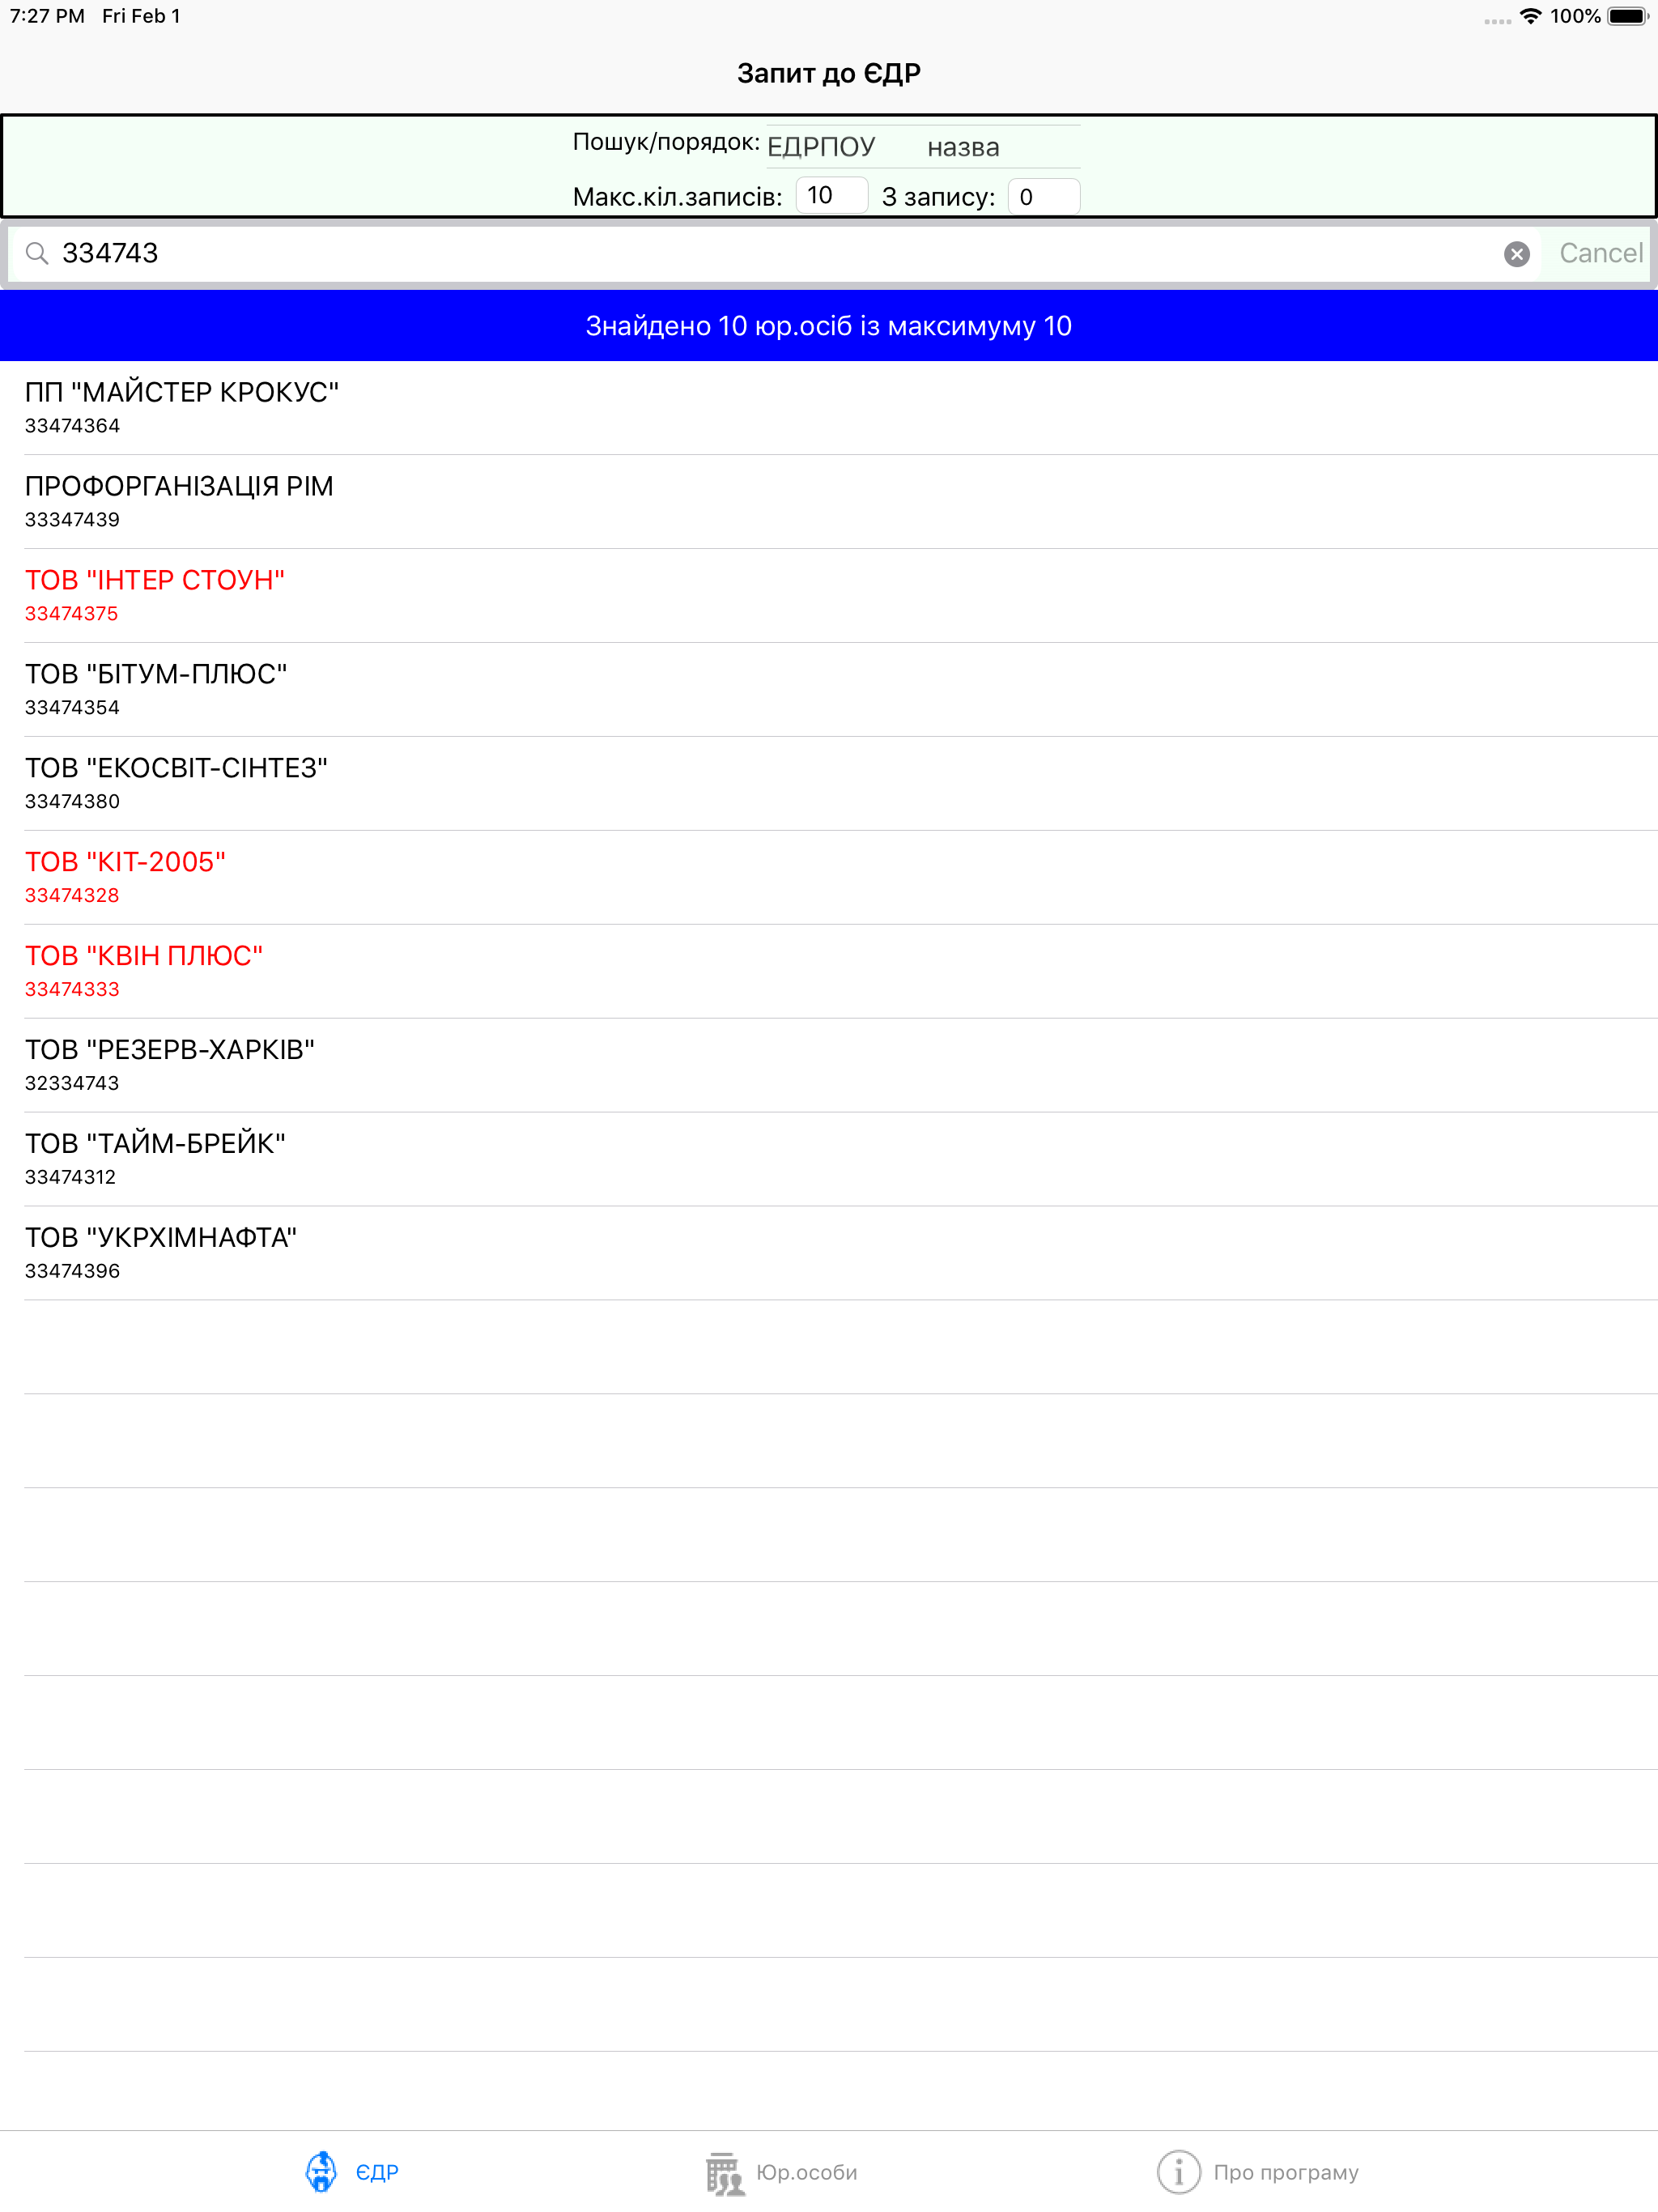 7:27 PM Fri Feb 1 100%
Запит до ЄДР
Пошук/порядок: ЕДРПОУ назва
Макс.кіл.записів: 10 З запису: 0
334743 Cancel
Знайдено 10 юр.осіб із максимуму 10
ПП "МАЙСТЕР КРОКУС"
33474364
ПРОФОРГАНІЗАЦІЯ РІМ
33347439
ТОВ "ІНТЕР СТОУН"
33474375
ТОВ "БІТУМ-ПЛЮС"
33474354
ТОВ "ЕКОСВІТ-СІНТЕЗ"
33474380
ТОВ "КІТ-2005"
33474328
ТОВ "КВІН ПЛЮС"
33474333
ТОВ "РЕЗЕРВ-ХАРКІВ"
32334743
ТОВ "ТАЙМ-БРЕЙК"
33474312
ТОВ "УКРХІМНАФТА"
33474396
ЄДР Юр.особи Про програму